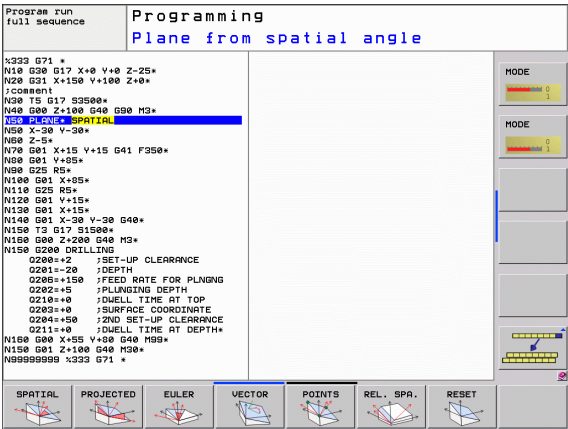 Program run
full sequence
Programming
Plane from spatial angle
%333 G71 *
N10 G30 G17 X+0 Y+0 Z-25*
N20 G31 X+150 Y+100 Z+0*
;comment
N30 T5 G17 S3500*
N40 G00 Z+100 G40 G90 M3*
N50 PLANE* SPATIAL
N50 X-30 Y-30*
N60 Z-5*
N70 G01 X+15 Y+15 G41 F350*
N80 G01 Y+85*
N90 G25 R5*
N100 G01 X+85*
N110 G25 R5*
N120 G01 Y+15*
N130 G01 X+15*
N140 G01 X-30 Y-30 G40*
N150 T3 G17 S1500*
N160 G00 Z+200 G40 M3*
N150 G200 DRILLING
Q200=+2 ;SET-UP CLEARANCE
Q201=-20 ;DEPTH
Q206=+150 ;FEED RATE FOR PLNGNG
Q202=+5 ;PLUNGING DEPTH
Q210=+0 ;DWELL TIME AT TOP
Q203=+0 ;SURFACE COORDINATE
Q204=+50 ;2ND SET-UP CLEARANCE
Q211=+0 ;DWELL TIME AT DEPTH*
N160 G00 X+55 Y+80 G40 M99*
N150 G01 Z+100 G40 M30*
N99999999 %333 G71 *
MODE
0
1
MODE
0
1
SPATIAL
PROJECTED
EULER
VECTOR
POINTS
REL. SPA.
RESET